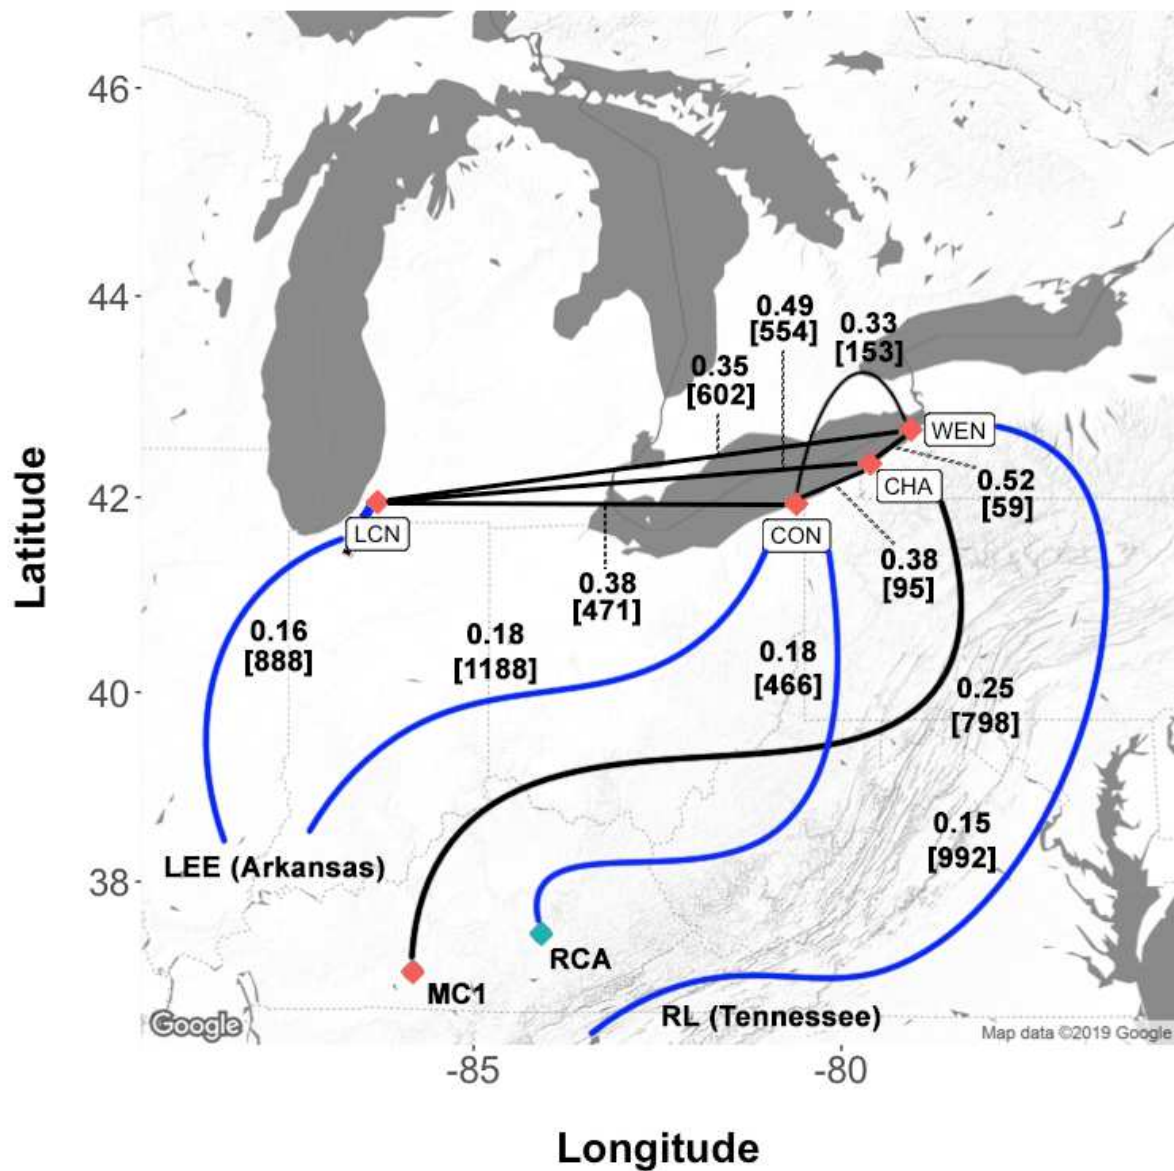 46
44
0.49
[554]
0.33
[153]
0.35
[602]
WEN
Latitude
42
0.52
[59]
CHA
LCN
CON
0.38
[95]
0.38
[471]
0.16
[888]
0.18
[1188]
0.18
[466]
40
0.25
[798]
0.15
[992]
LEE (Arkansas)
38
RCA
MC1
RL (Tennessee)
Google
Map data ©2019 Google
-85
-80
Longitude